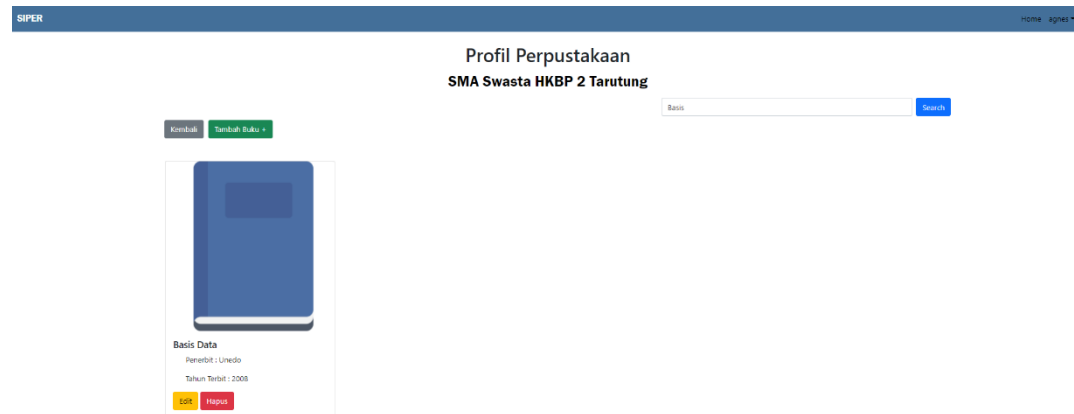 SIPER
Home agnes
Profil Perpustakaan
SMA Swasta HKBP 2 Tarutung
Basis Search
Kembali Tambah Buku +
Basis Data
Penerbit : Unedo
Tahun Terbit : 2008
Edit Hapus